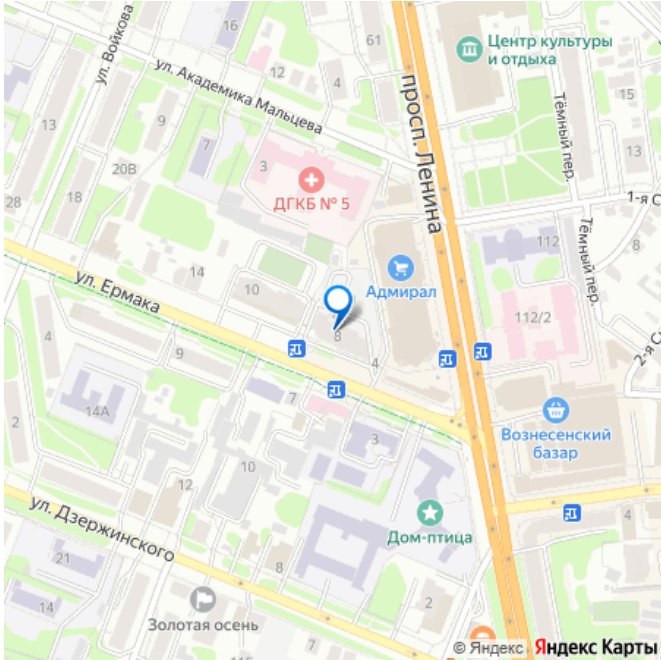 ул. Войкова
16
61
Центр культуры
и отдыха
12
4
ул. Академика Мальцева
просп. Ленина
Тёмный пер.
15
7
20В
3
13
18
ДГКБ № 5
28
1-я С
112
Тёмный пер.
8
14
ул. Ермака
10
Адмирал
112/2
8
2-я С
4
9
4
14А
7
Вознесенский
базар
2
3
10
12
ул. Дзержинского
Дом-птица
4
21
8
14
2
Золотая осень
7
© Яндекс Яндекс Карты